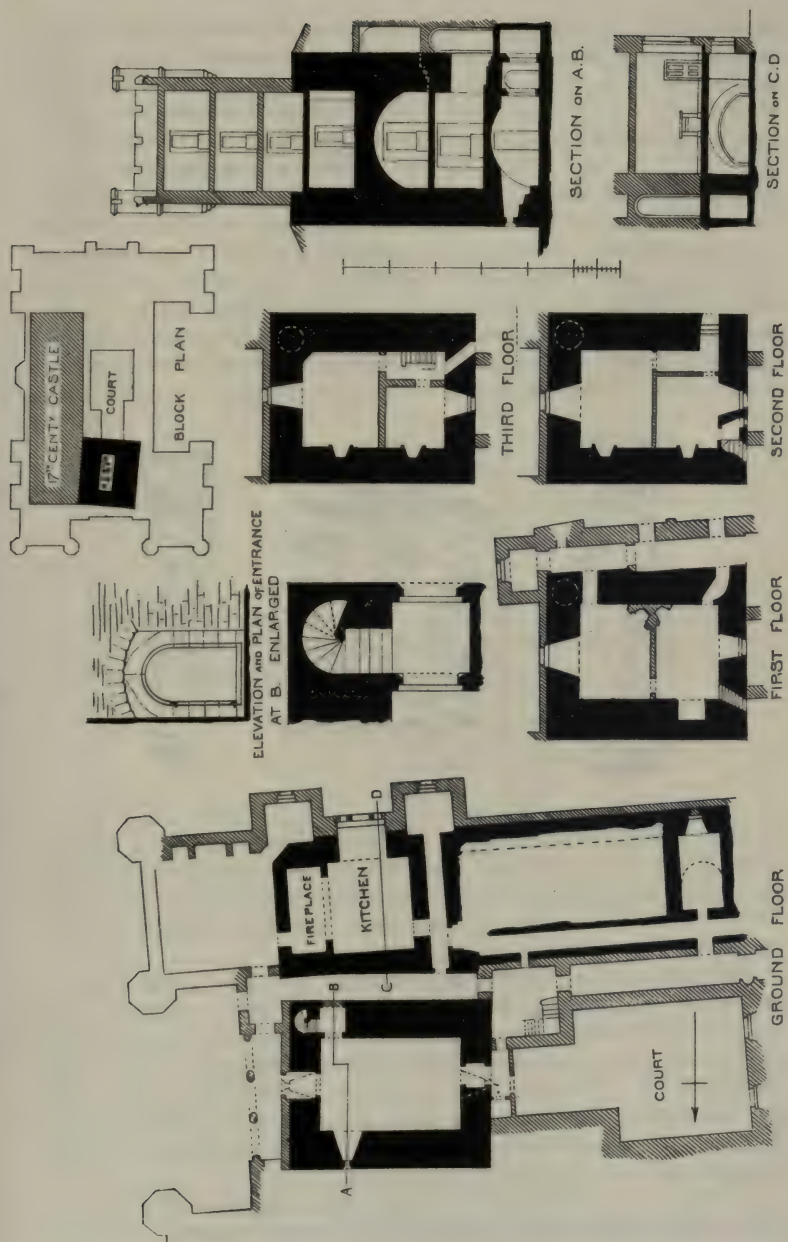 17TH CENTY CASTLE
COURT
BLOCK PLAN
SECTION ON A.B.
SECTION ON C.D
THIRD FLOOR
SECOND FLOOR
ELEVATION AND PLAN OF ENTRANCE
AT B. ENLARGED
FIRST FLOOR
D
FIREPLACE
KITCHEN
B
C
A
COURT
GROUND FLOOR